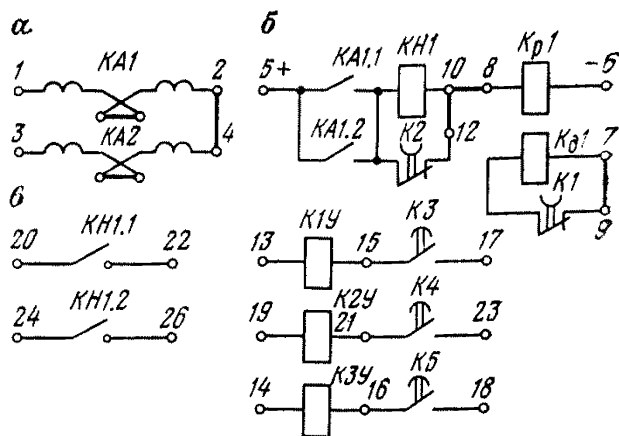 а
1 КА1 2
3 КА2 4
б
5+ КА1.1 КН1 10 8 Кр1 -6
КА1.2 К2 12
Кд1 7
К1
9
в
20 КН1.1 22
24 КН1.2 26
13 К1У 15 К3 17
19 К2У 21 К4 23
14 К3У 16 К5 18